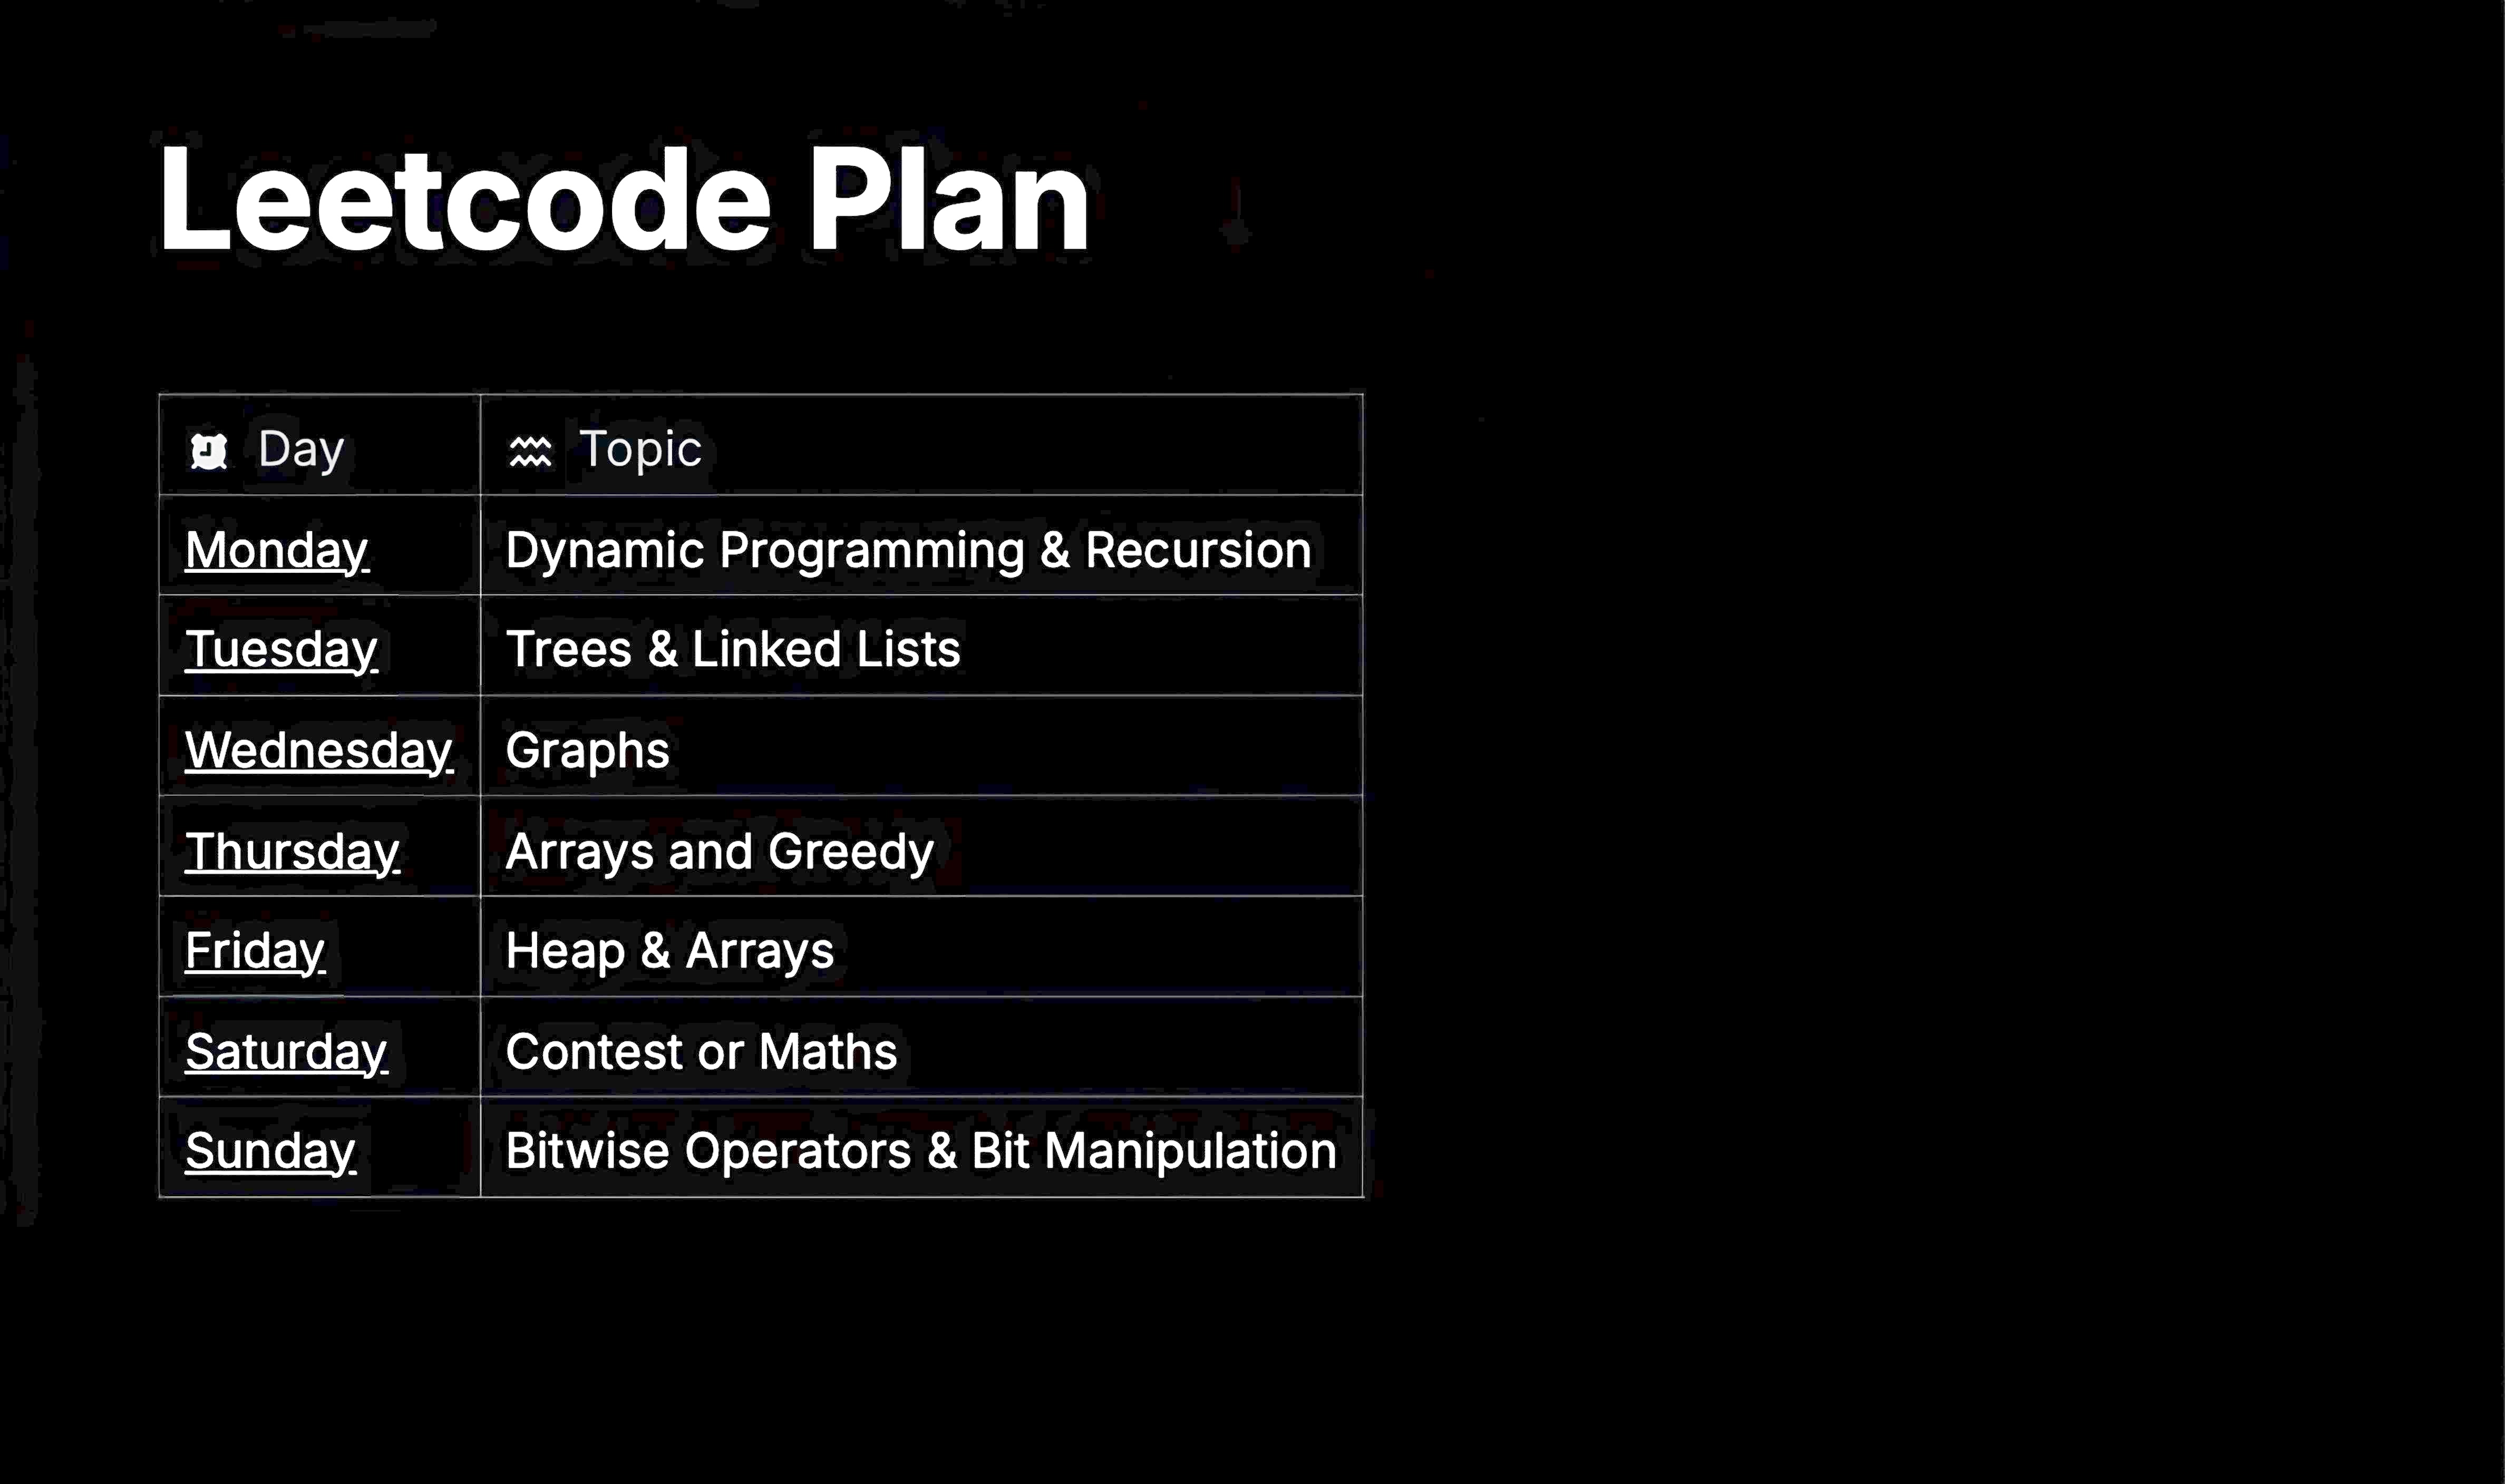 Leetcode Plan
Day Topic
Monday Dynamic Programming & Recursion
Tuesday Trees & Linked Lists
Wednesday Graphs
Thursday Arrays and Greedy
Friday Heap & Arrays
Saturday Contest or Maths
Sunday Bitwise Operators & Bit Manipulation